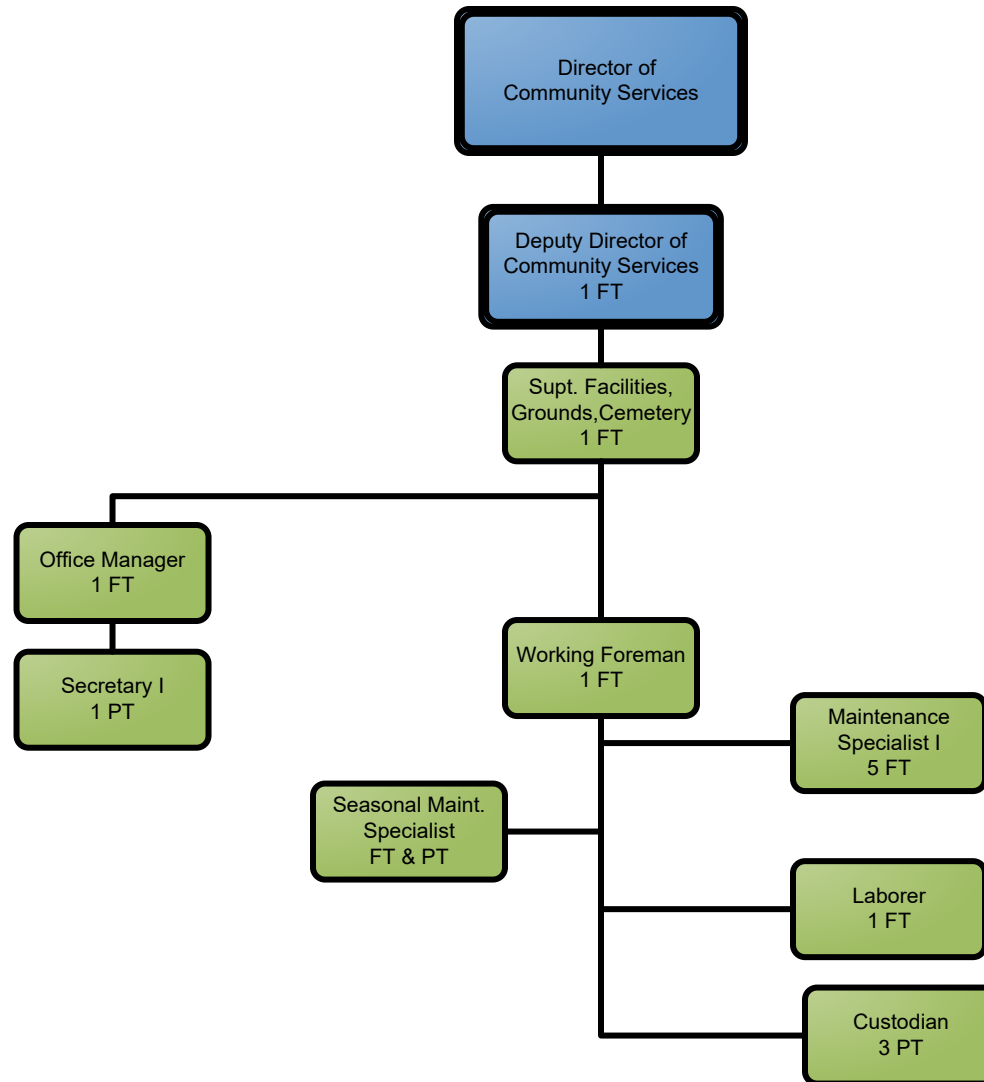 Director of
Community Services
Deputy Director of
Community Services
1 FT
Supt. Facilities,
Grounds,Cemetery
1 FT
Office Manager
1 FT
Secretary I
1 PT
Working Foreman
1 FT
Maintenance
Specialist I
5 FT
Seasonal Maint.
Specialist
FT & PT
Laborer
1 FT
Custodian
3 PT